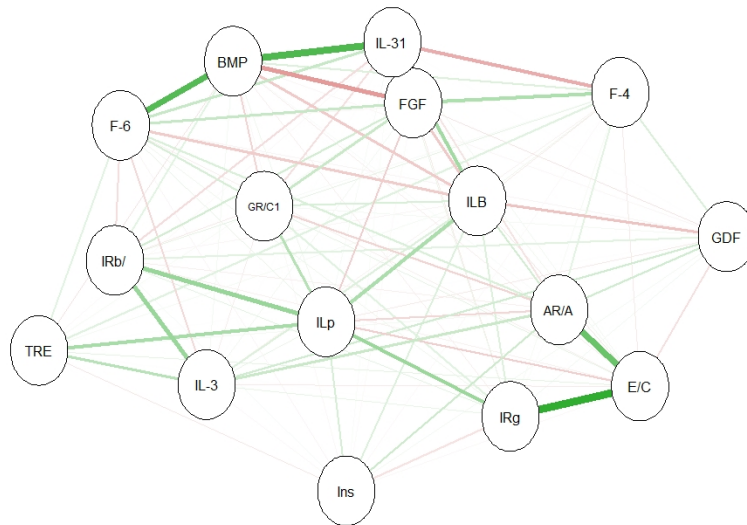 IL-31
BMP
F-4
FGF
F-6
GR/C1
ILB
GDF
IRb/
AR/A
ILp
TRE
IL-3
E/C
IRg
Ins